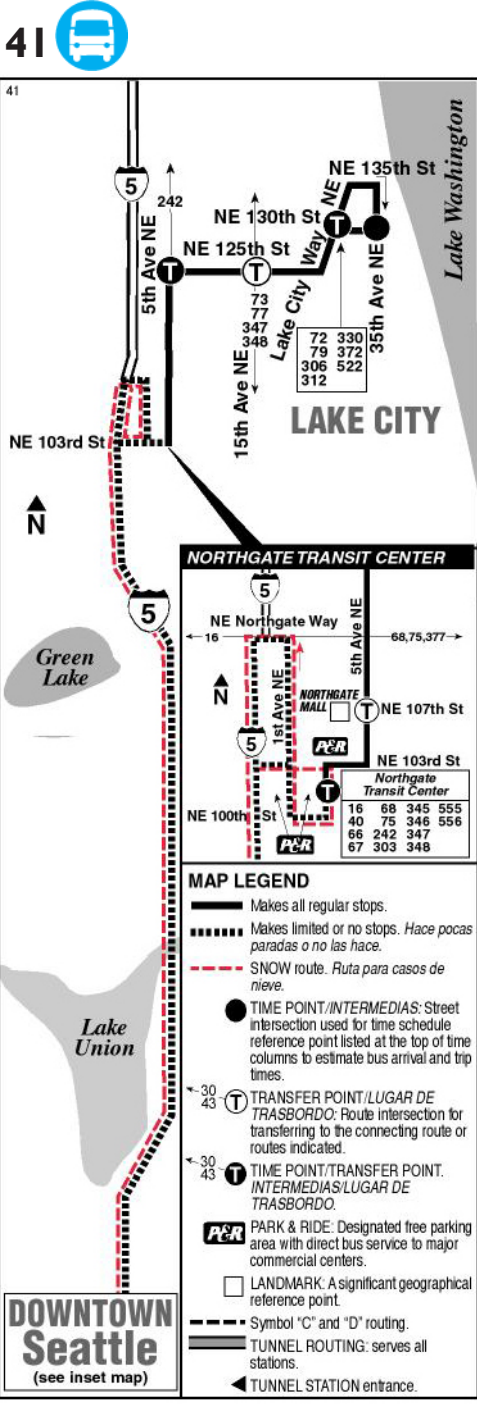 41
41
5
242
5th Ave NE
NE 125th St
NE 130th St
NE 135th St
Lake City Way NE
35th Ave NE
Lake Washington
T
T
T
73
77
347
348
15th Ave NE
72 330
79 372
306 522
312
LAKE CITY
NE 103rd St
N
5
Green
Lake
Lake
Union
DOWNTOWN
Seattle
(see inset map)
NORTHGATE TRANSIT CENTER
5
NE Northgate Way
16
68,75,377
5th Ave NE
N
1st Ave NE
NORTHGATE
MALL
T
NE 107th St
5
P&R
NE 103rd St
T
Northgate
Transit Center
16 68 345 555
40 75 346 556
66 242 347
67 303 348
NE 100th St
P&R
MAP LEGEND
Makes all regular stops.
Makes limited or no stops. Hace pocas
paradas o no las hace.
SNOW route. Ruta para casos de
nieve.
TIME POINT/INTERMEDIAS: Street
intersection used for time schedule
reference point listed at the top of time
columns to estimate bus arrival and trip
times.
30
43
T
TRANSFER POINT/LUGAR DE
TRASBORDO: Route intersection for
transferring to the connecting route or
routes indicated.
30
43
T
TIME POINT/TRANSFER POINT.
INTERMEDIAS/LUGAR DE
TRASBORDO.
P&R
PARK & RIDE: Designated free parking
area with direct bus service to major
commercial centers.
LANDMARK: A significant geographical
reference point.
Symbol "C" and "D" routing.
TUNNEL ROUTING: serves all
stations.
TUNNEL STATION entrance.